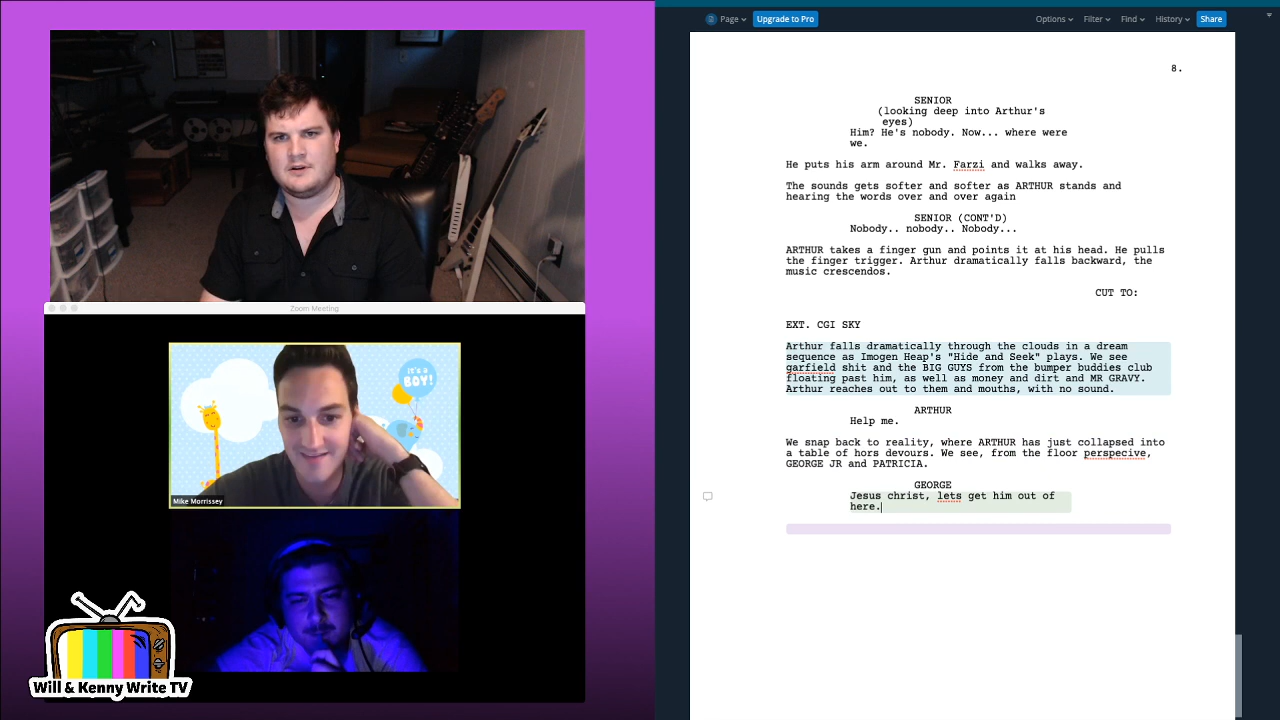 Zoom Meeting
IT'S A
BOY!
Mike Morrissey
Will & Kenny Write TV
Page
Upgrade to Pro
Options
Filter
Find
History
Share
8.
SENIOR
(looking deep into Arthur's
eyes)
Him? He's nobody. Now... where were
we.
He puts his arm around Mr. Farzi and walks away.
The sounds gets softer and softer as ARTHUR stands and
hearing the words over and over again
SENIOR (CONT'D)
Nobody.. nobody.. Nobody...
ARTHUR takes a finger gun and points it at his head. He pulls
the finger trigger. Arthur dramatically falls backward, the
music crescendos.
CUT TO:
EXT. CGI SKY
Arthur falls dramatically through the clouds in a dream
sequence as Imogen Heap's "Hide and Seek" plays. We see
garfield shit and the BIG GUYS from the bumper buddies club
floating past him, as well as money and dirt and MR GRAVY.
Arthur reaches out to them and mouths, with no sound.
ARTHUR
Help me.
We snap back to reality, where ARTHUR has just collapsed into
a table of hors devours. We see, from the floor perspecive,
GEORGE JR and PATRICIA.
GEORGE
Jesus christ, lets get him out of
here.